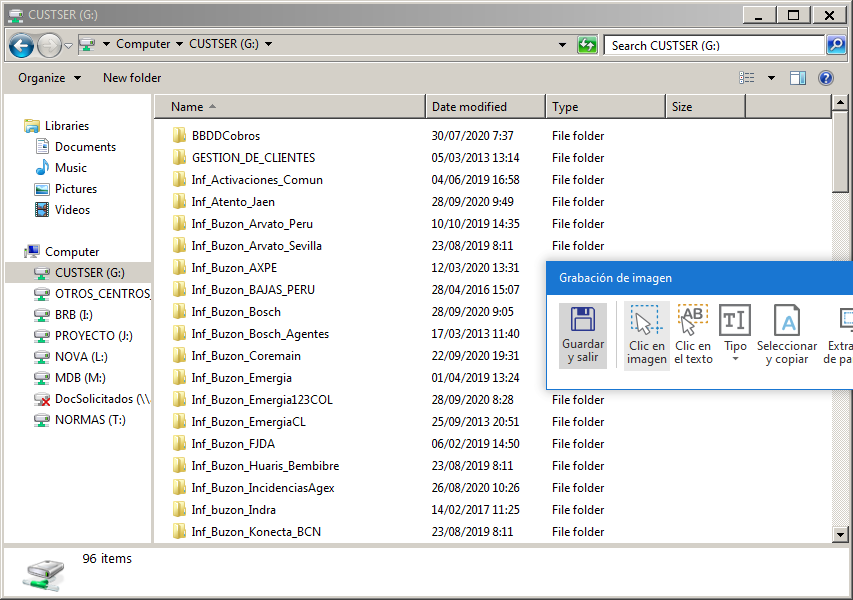 CUSTSER (G:)
Computer CUSTSER (G:) Search CUSTSER (G:)
Organize New folder
Name Date modified Type Size
Libraries
Documents
Music
Pictures
Videos
Computer
CUSTSER (G:)
OTROS_CENTROS_
BRB (I:)
PROYECTO (J:)
NOVA (L:)
MDB (M:)
DocSolicitados (\\
NORMAS (T:)
BBDDCobros 30/07/2020 7:37 File folder
GESTION_DE_CLIENTES 05/03/2013 13:14 File folder
Inf_Activaciones_Comun 04/06/2019 16:58 File folder
Inf_Atento_Jaen 28/09/2020 9:49 File folder
Inf_Buzon_Arvato_Peru 10/10/2019 14:35 File folder
Inf_Buzon_Arvato_Sevilla 23/08/2019 8:11 File folder
Inf_Buzon_AXPE 12/03/2020 13:31
Inf_Buzon_BAJAS_PERU 28/04/2016 15:07
Inf_Buzon_Bosch 28/09/2020 9:05
Inf_Buzon_Bosch_Agentes 17/03/2013 11:40
Inf_Buzon_Coremain 22/09/2020 19:31
Inf_Buzon_Emergia 01/04/2019 13:24
Inf_Buzon_Emergia123COL 28/09/2020 8:28 File folder
Inf_Buzon_EmergiaCL 25/09/2013 20:51 File folder
Inf_Buzon_FJDA 06/02/2019 14:50 File folder
Inf_Buzon_Huaris_Bembibre 23/08/2019 8:11 File folder
Inf_Buzon_IncidenciasAgex 26/08/2020 10:26 File folder
Inf_buzon_Indra 14/02/2017 11:25 File folder
Inf_Buzon_Konecta_BCN 23/08/2019 8:11 File folder
Grabación de imagen
Guardar
y salir
Clic en
imagen
AB
Clic en
el texto
TI
Tipo
A
Seleccionar
y copiar
Extra
de pa
96 items